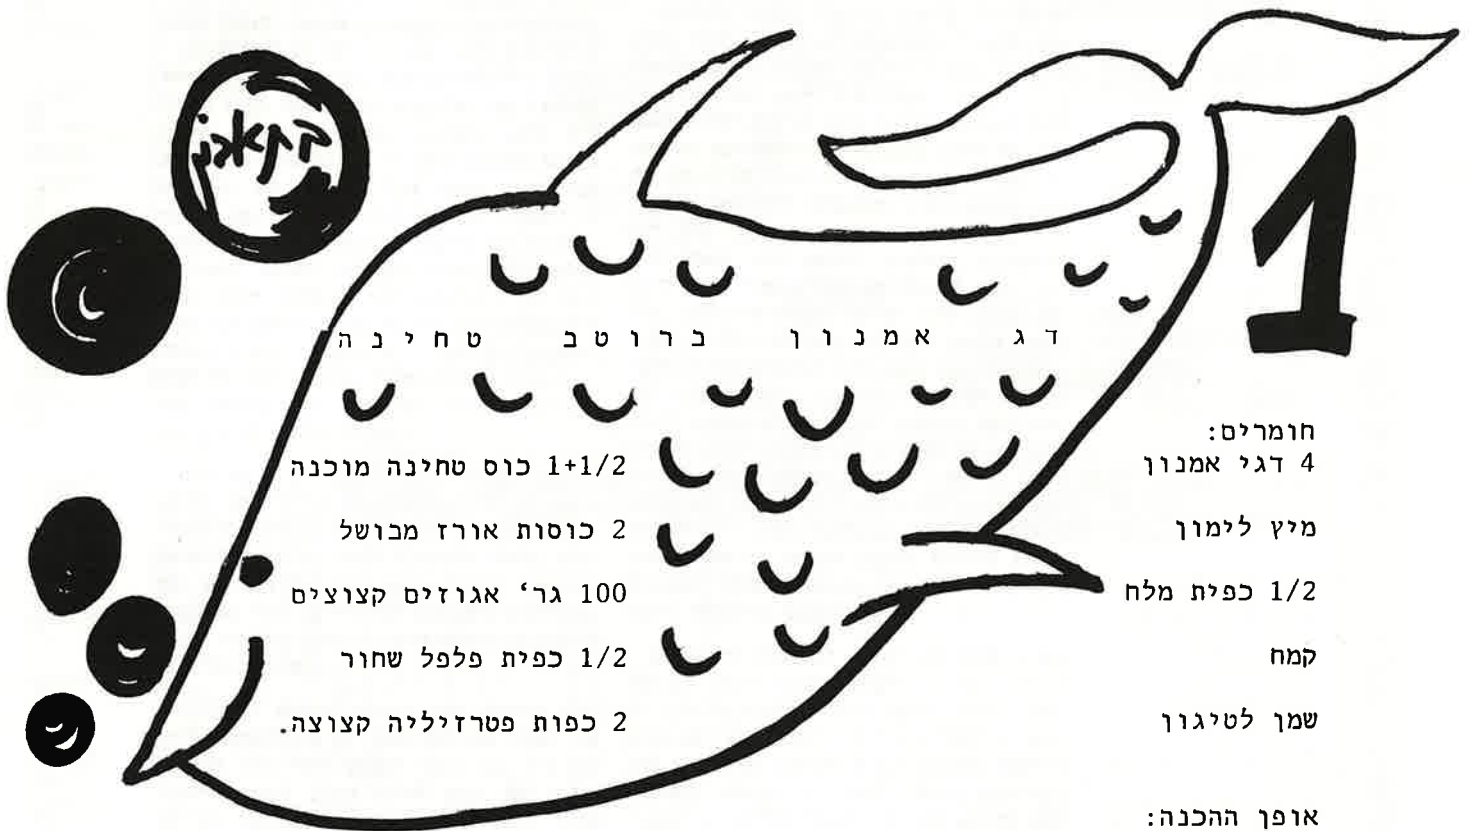 1
דג אמנון ברוטב טחינה
חומרים:
4 דגי אמנון
מיץ לימון
1/2 כפית מלח
קמח
שמן לטיגון
1+1/2 כוס טחינה מוכנה
2 כוסות אורז מבושל
100 גר' אגוזים קצוצים
1/2 כפית פלפל שחור
2 כפות פטרזיליה קצוצה.
אופן ההכנה: